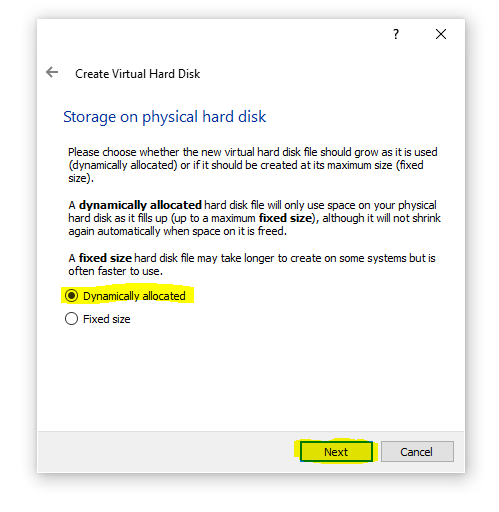 ?
Create Virtual Hard Disk
Storage on physical hard disk
Please choose whether the new virtual hard disk file should grow as it is used
(dynamically allocated) or if it should be created at its maximum size (fixed
size).
A dynamically allocated hard disk file will only use space on your physical
hard disk as it fills up (up to a maximum fixed size), although it will not shrink
again automatically when space on it is freed.
A fixed size hard disk file may take longer to create on some systems but is
often faster to use.
Dynamically allocated
Fixed size
Next Cancel